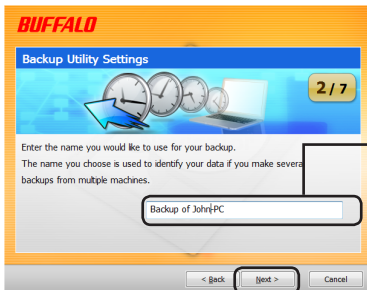 BUFFALO
Backup Utility Settings
2 / 7
Enter the name you would like to use for your backup.
The name you choose is used to identify your data if you make severa
backups from multiple machines.
Backup of John-PC
< Back Next > Cancel